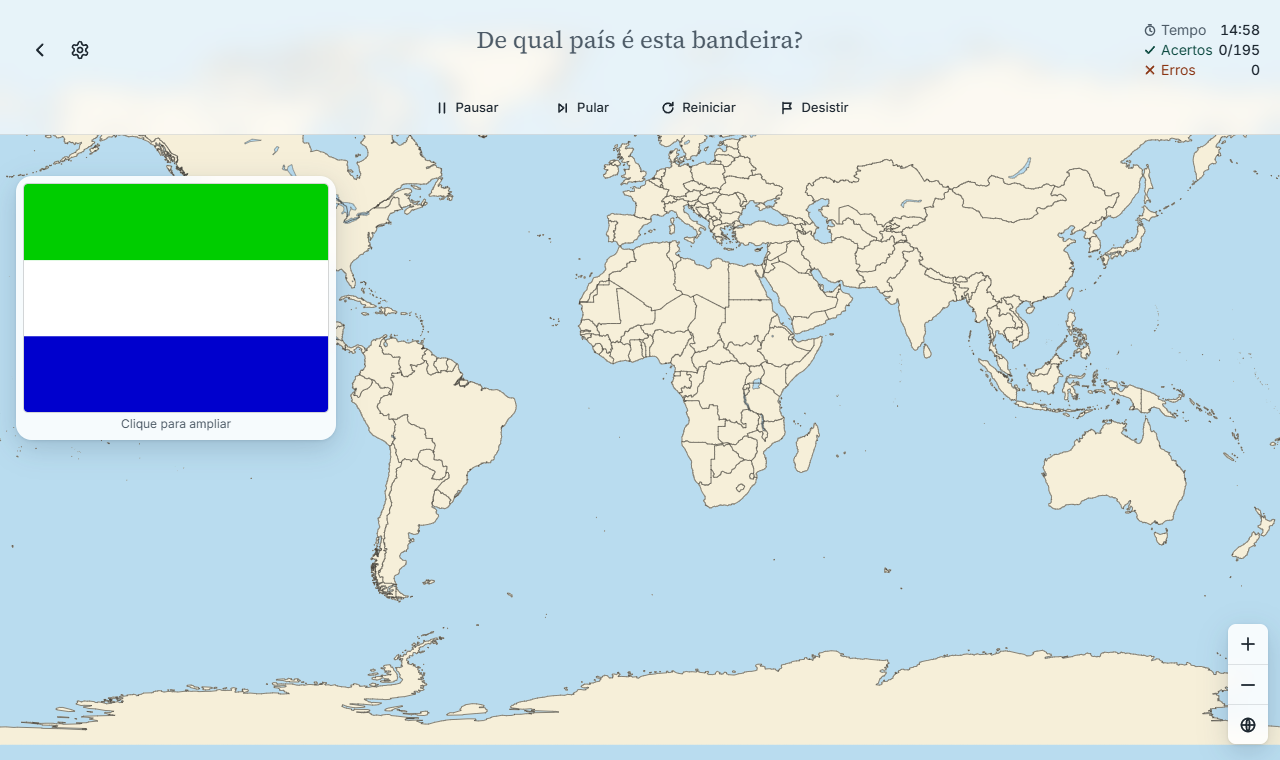 De qual país é esta bandeira?
Tempo 14:58
Acertos 0/195
Erros 0
Pausar Pular Reiniciar Desistir
Clique para ampliar